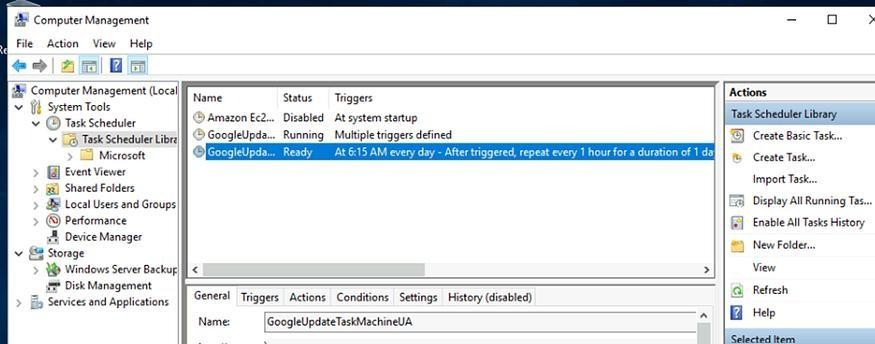 Computer Management
File Action View Help
Computer Management (Local
System Tools
Task Scheduler
Task Scheduler Libra
Microsoft
Event Viewer
Shared Folders
Local Users and Groups
Performance
Device Manager
Storage
Windows Server Backup
Disk Management
Services and Applications
Name Status Triggers
Amazon Ec2... Disabled At system startup
GoogleUpda... Running Multiple triggers defined
GoogleUpda... Ready At 6:15 AM every day - After triggered, repeat every 1 hour for a duration of 1 da
General Triggers Actions Conditions Settings History (disabled)
Name: GoogleUpdateTaskMachineUA
Actions
Task Scheduler Library
Create Basic Task...
Create Task...
Import Task...
Display All Running Tas...
Enable All Tasks History
New Folder...
View
Refresh
Help
Selected Item